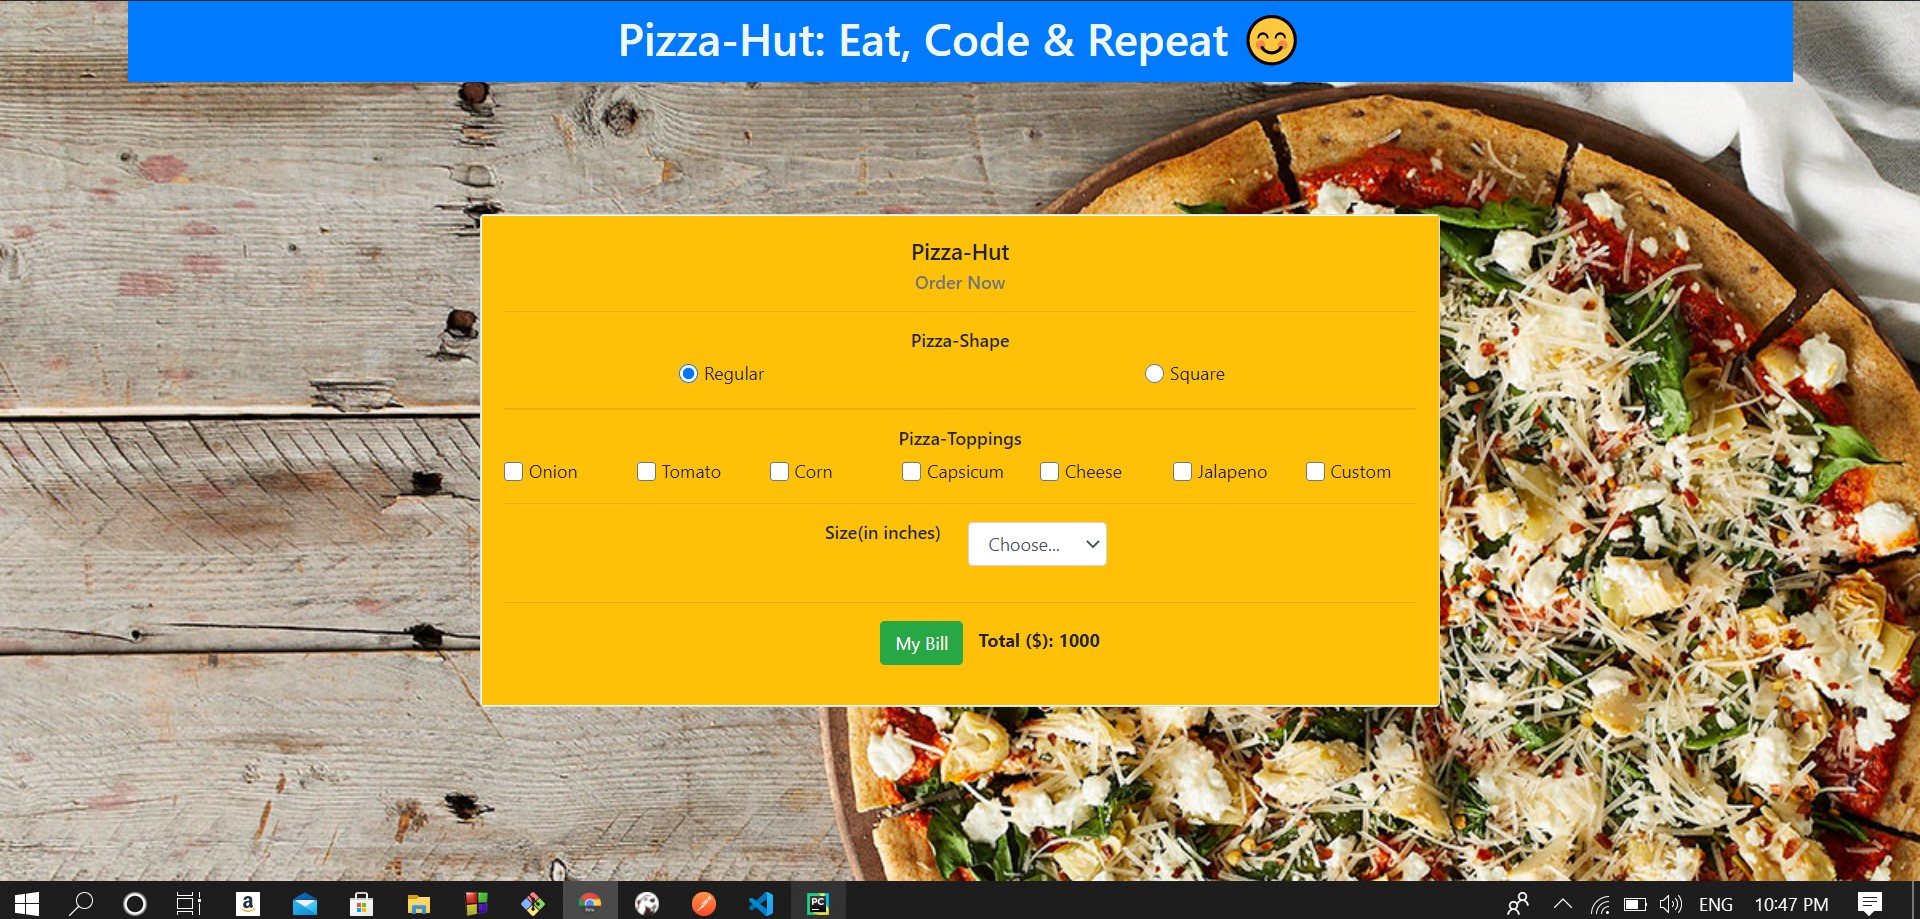 Pizza-Hut: Eat, Code & Repeat 😊
Pizza-Hut
Order Now
Pizza-Shape
Regular Square
Pizza-Toppings
Onion Tomato Corn Capsicum Cheese Jalapeno Custom
Size(in inches) Choose...
My Bill Total ($): 1000
a PC ENG 10:47 PM